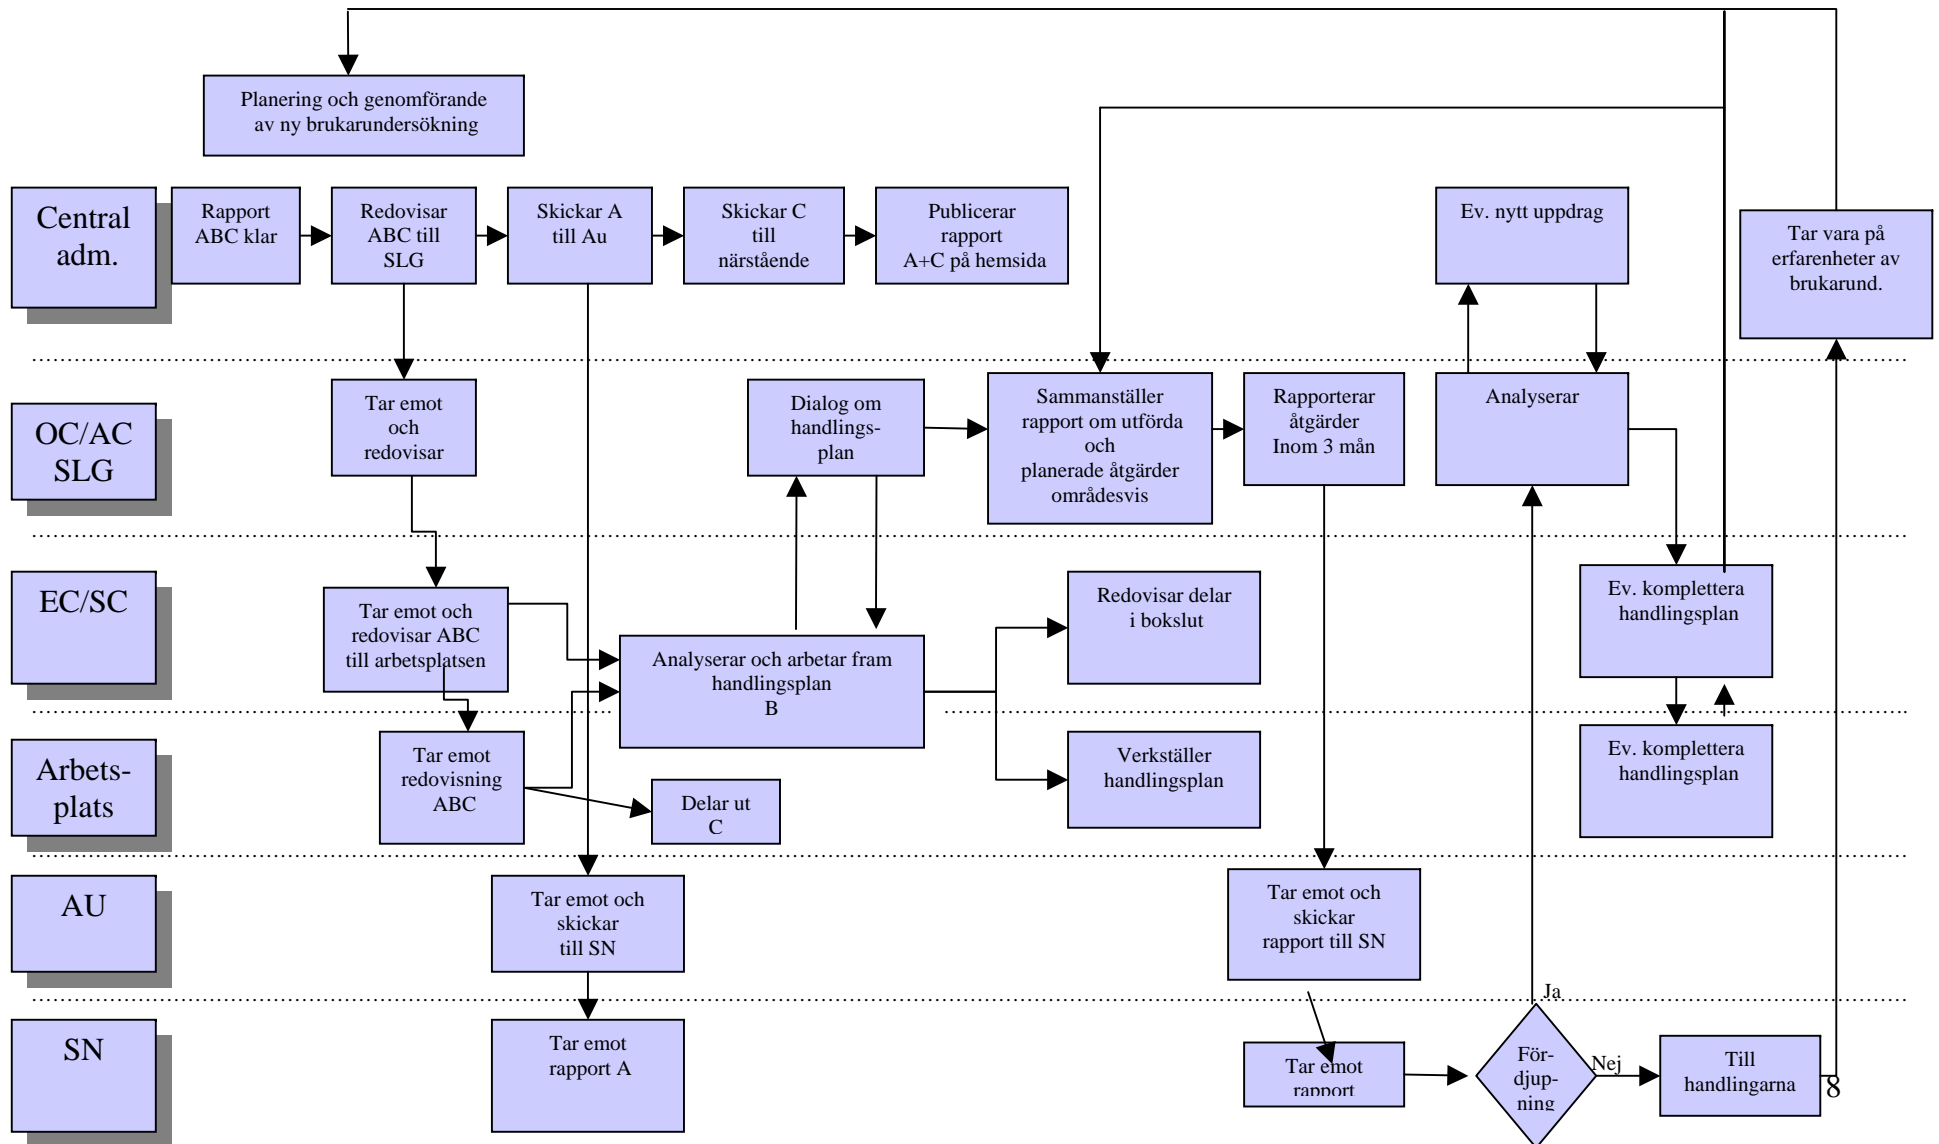 Planering och genomförande
av ny brukarundersökning
Central
adm.
Rapport
ABC klar
Redovisar
ABC till
SLG
Skickar A
till Au
Skickar C
till
närstående
Publicerar
rapport
A+C på hemsida
Ev. nytt uppdrag
Tar vara på
erfarenheter av
brukarund.
OC/AC
SLG
Tar emot
och
redovisar
Dialog om
handlings-
plan
Sammanställer
rapport om utförda
och
planerade åtgärder
områdesvis
Rapporterar
åtgärder
Inom 3 mån
Analyserar
EC/SC
Tar emot och
redovisar ABC
till arbetsplatsen
Analyserar och arbetar fram
handlingsplan
B
Redovisar delar
i bokslut
Ev. komplettera
handlingsplan
Arbets-
plats
Tar emot
redovisning
ABC
Delar ut
C
Verkställer
handlingsplan
Ev. komplettera
handlingsplan
AU
Tar emot och
skickar
till SN
Tar emot och
skickar
rapport till SN
SN
Tar emot
rapport A
Tar emot
rapport
Ja
För-
djup-
ning
Nej
Till
handlingarna
8